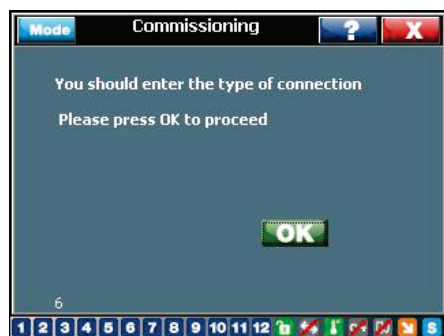 Mode Commissioning ? X
You should enter the type of connection
Please press OK to proceed
OK
6
1 2 3 4 5 6 7 8 9 10 11 12 S